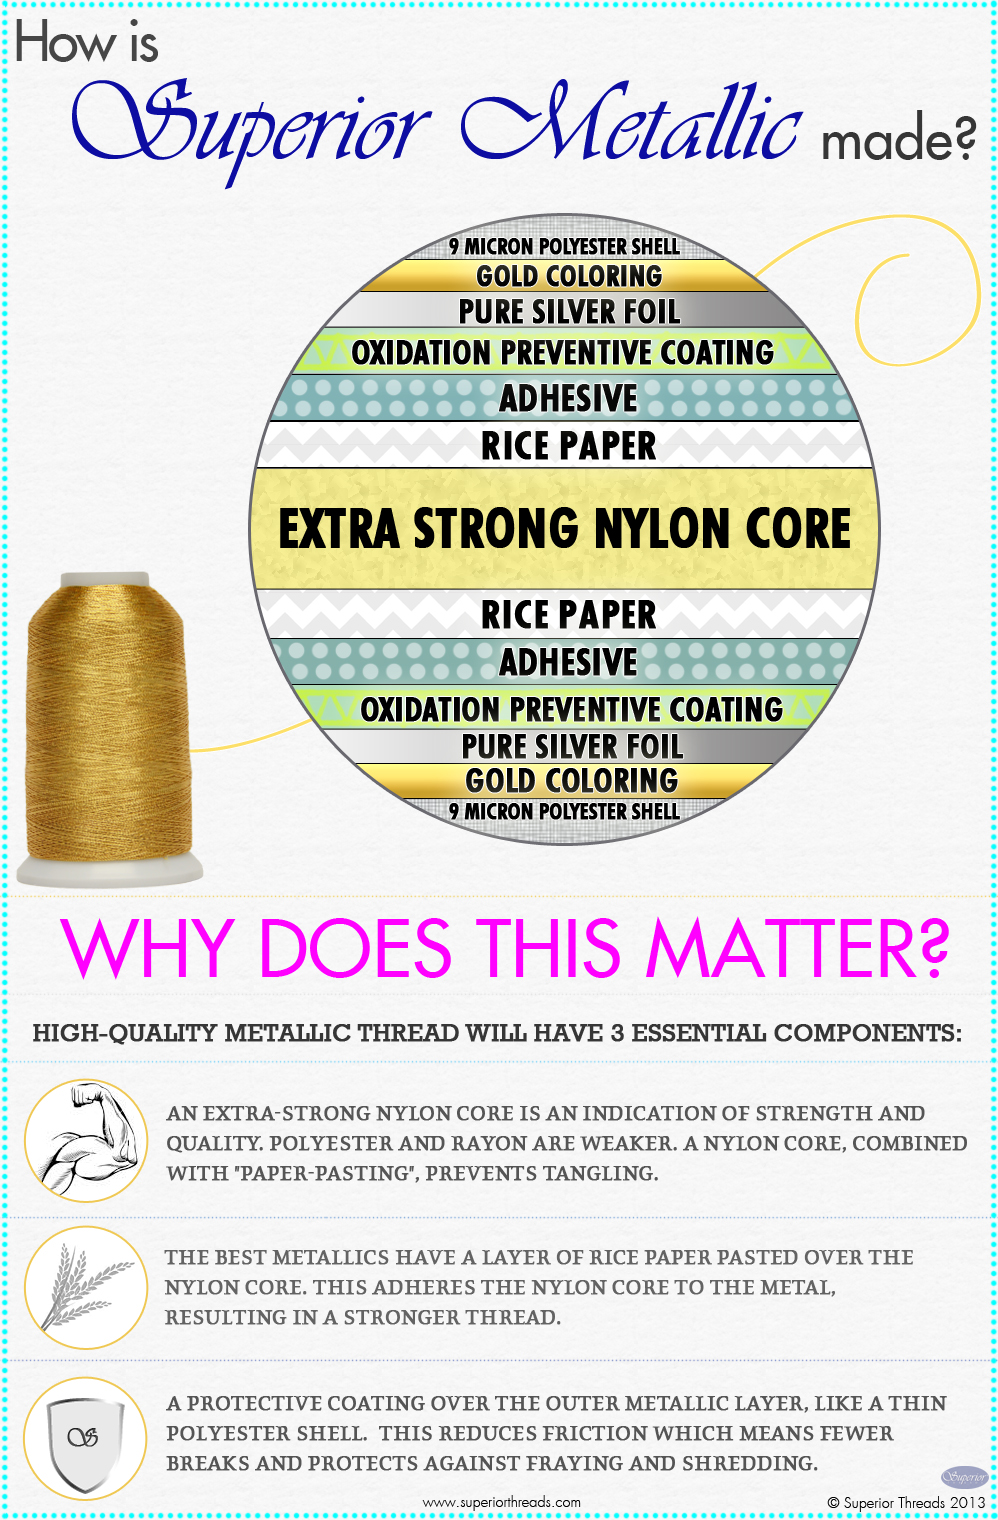 How is
Superior Metallic made?
9 MICRON POLYESTER SHELL
GOLD COLORING
PURE SILVER FOIL
OXIDATION PREVENTIVE COATING
ADHESIVE
RICE PAPER
EXTRA STRONG NYLON CORE
RICE PAPER
ADHESIVE
OXIDATION PREVENTIVE COATING
PURE SILVER FOIL
GOLD COLORING
9 MICRON POLYESTER SHELL
WHY DOES THIS MATTER?
HIGH-QUALITY METALLIC THREAD WILL HAVE 3 ESSENTIAL COMPONENTS:
AN EXTRA-STRONG NYLON CORE IS AN INDICATION OF STRENGTH AND
QUALITY. POLYESTER AND RAYON ARE WEAKER. A NYLON CORE, COMBINED
WITH "PAPER-PASTING", PREVENTS TANGLING.
THE BEST METALLICS HAVE A LAYER OF RICE PAPER PASTED OVER THE
NYLON CORE. THIS ADHERES THE NYLON CORE TO THE METAL,
RESULTING IN A STRONGER THREAD.
A PROTECTIVE COATING OVER THE OUTER METALLIC LAYER, LIKE A THIN
POLYESTER SHELL. THIS REDUCES FRICTION WHICH MEANS FEWER
BREAKS AND PROTECTS AGAINST FRAYING AND SHREDDING.
S
Superior
www.superiorthreads.com
© Superior Threads 2013